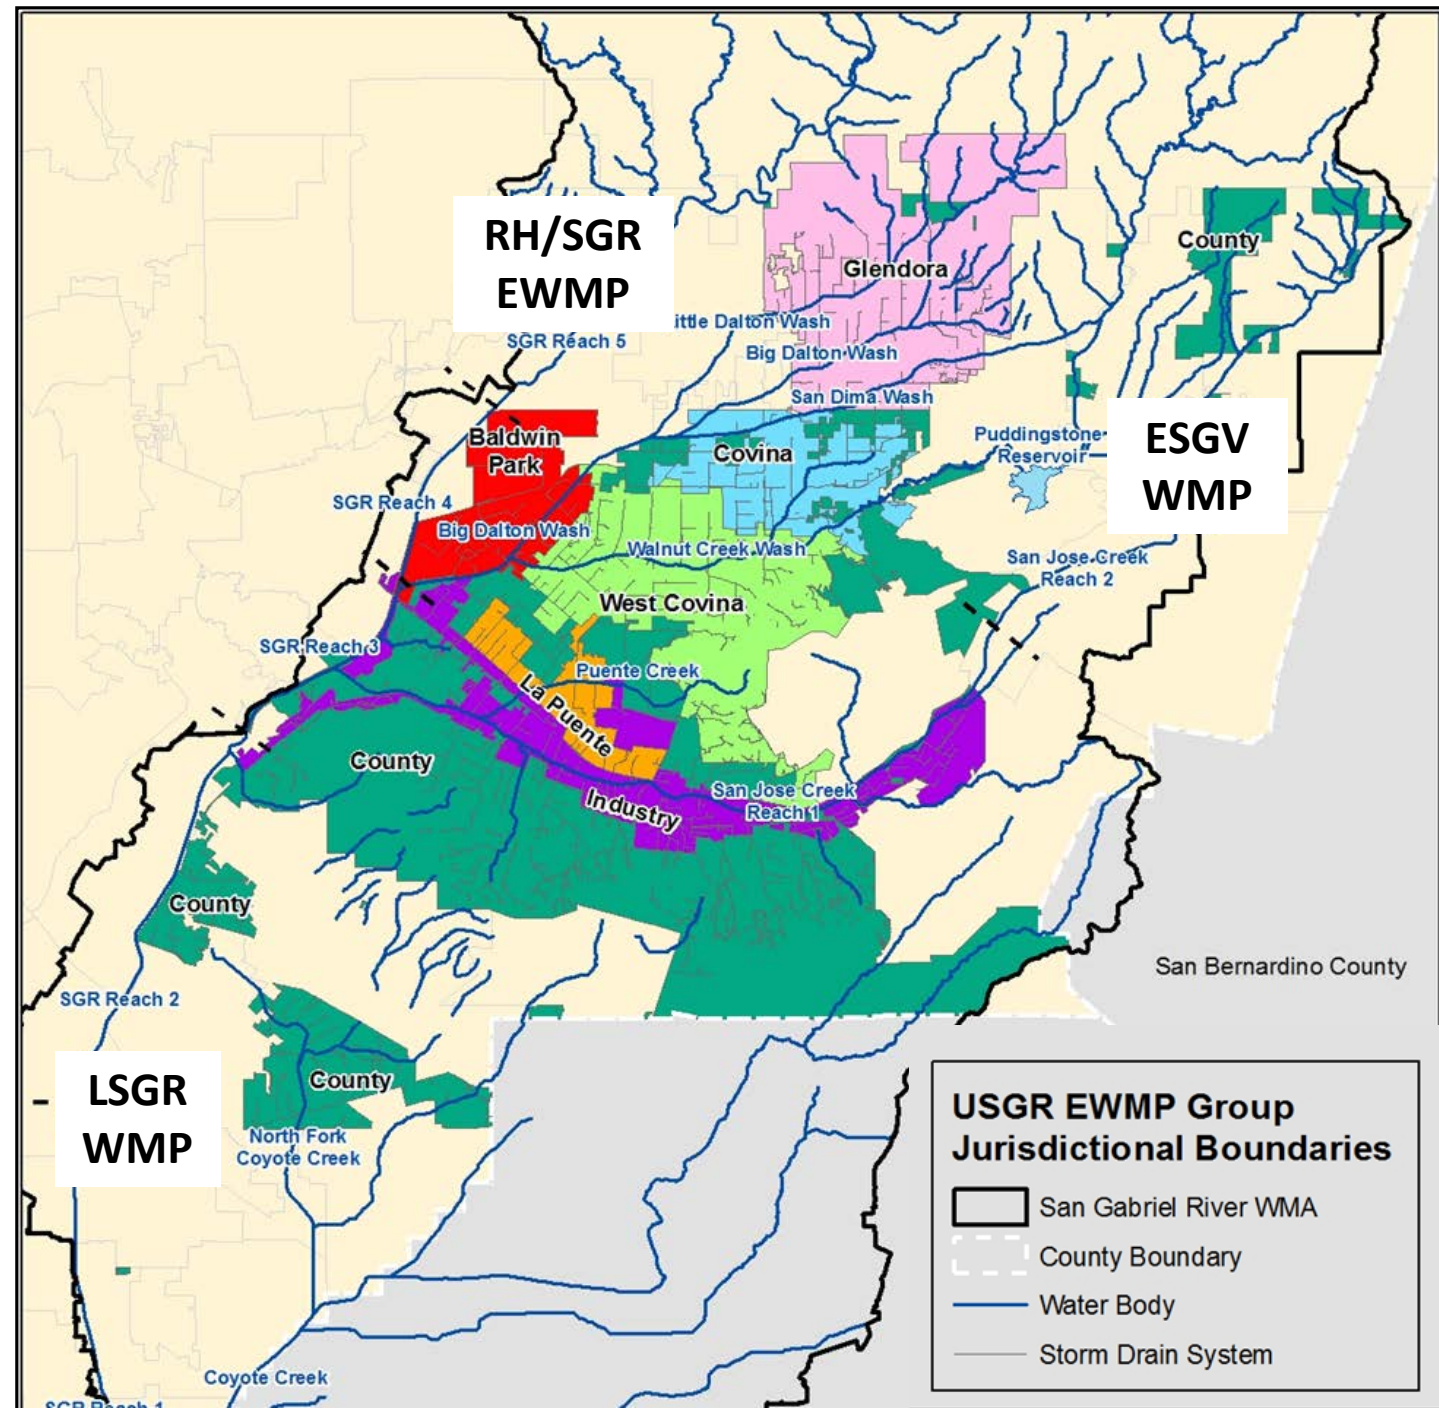 RH/SGR
EWMP
County
Glendora
ittle Dalton Wash
SGR Reach 5
Big Dalton Wash
San Dima Wash
Baldwin
Park
Covina
Puddingstone
Reservoir
ESGV
WMP
SGR Reach 4
Big Dalton Wash
Walnut Creek Wash
San Jose Creek
Reach 2
West Covina
SGR Reach 3
Puente Creek
La Puente
County
San Jose Creek
Reach 1
Industry
County
San Bernardino County
SGR Reach 2
LSGR
WMP
County
North Fork
Coyote Creek
USGR EWMP Group
Jurisdictional Boundaries
San Gabriel River WMA
County Boundary
Water Body
Storm Drain System
Coyote Creek
SGR Reach 1